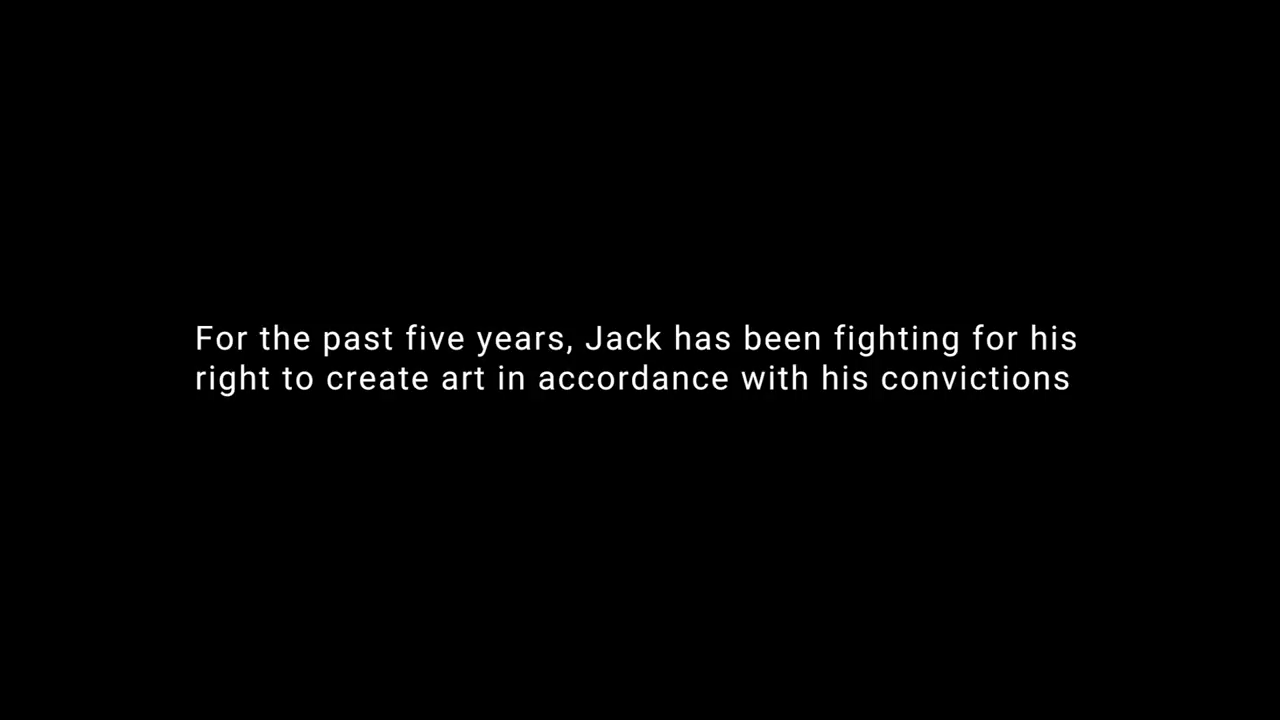 For the past five years, Jack has been fighting for his
right to create art in accordance with his convictions